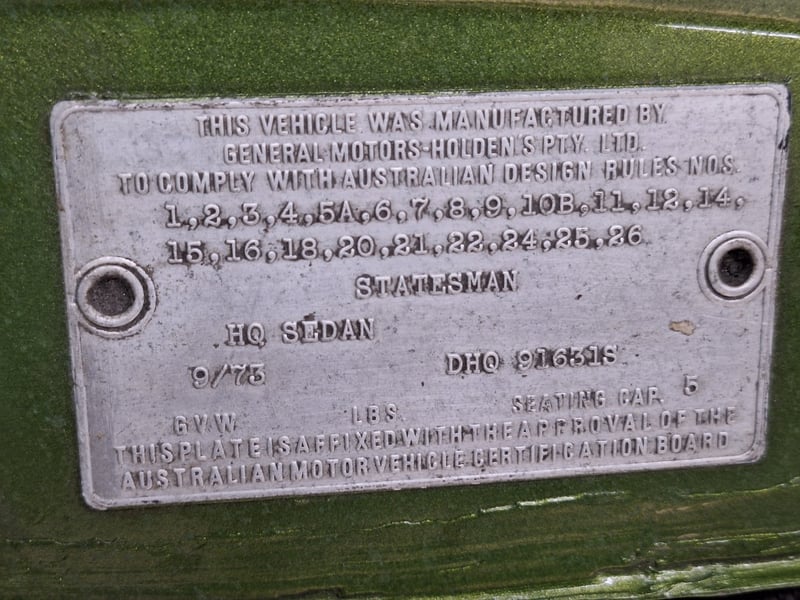 THIS VEHICLE WAS MANUFACTURED BY
GENERAL MOTORS-HOLDEN'S PTY. LTD.
TO COMPLY WITH AUSTRALIAN DESIGN RULES NOS.
1,2,3,4,5A,6,7,8,9,10B,11,12,14,
15,16,18,20,21,22,24,25,26
STATESMAN
HQ SEDAN
9/73 DHQ 91631S
G.V.W. LBS. SEATING CAP. 5
THIS PLATE IS AFFIXED WITH THE APPROVAL OF THE
AUSTRALIAN MOTOR VEHICLE CERTIFICATION BOARD